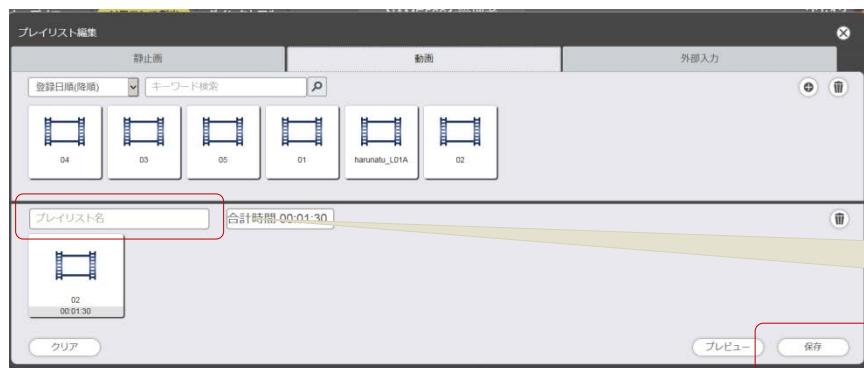 プレイリスト編集
静止画 動画 外部入力
登録日順(降順) キーワード検索
04 03 05 01 harunatu_L01A 02
プレイリスト名 合計時間 00:01:30
02
00:01:30
クリア プレビュー 保存